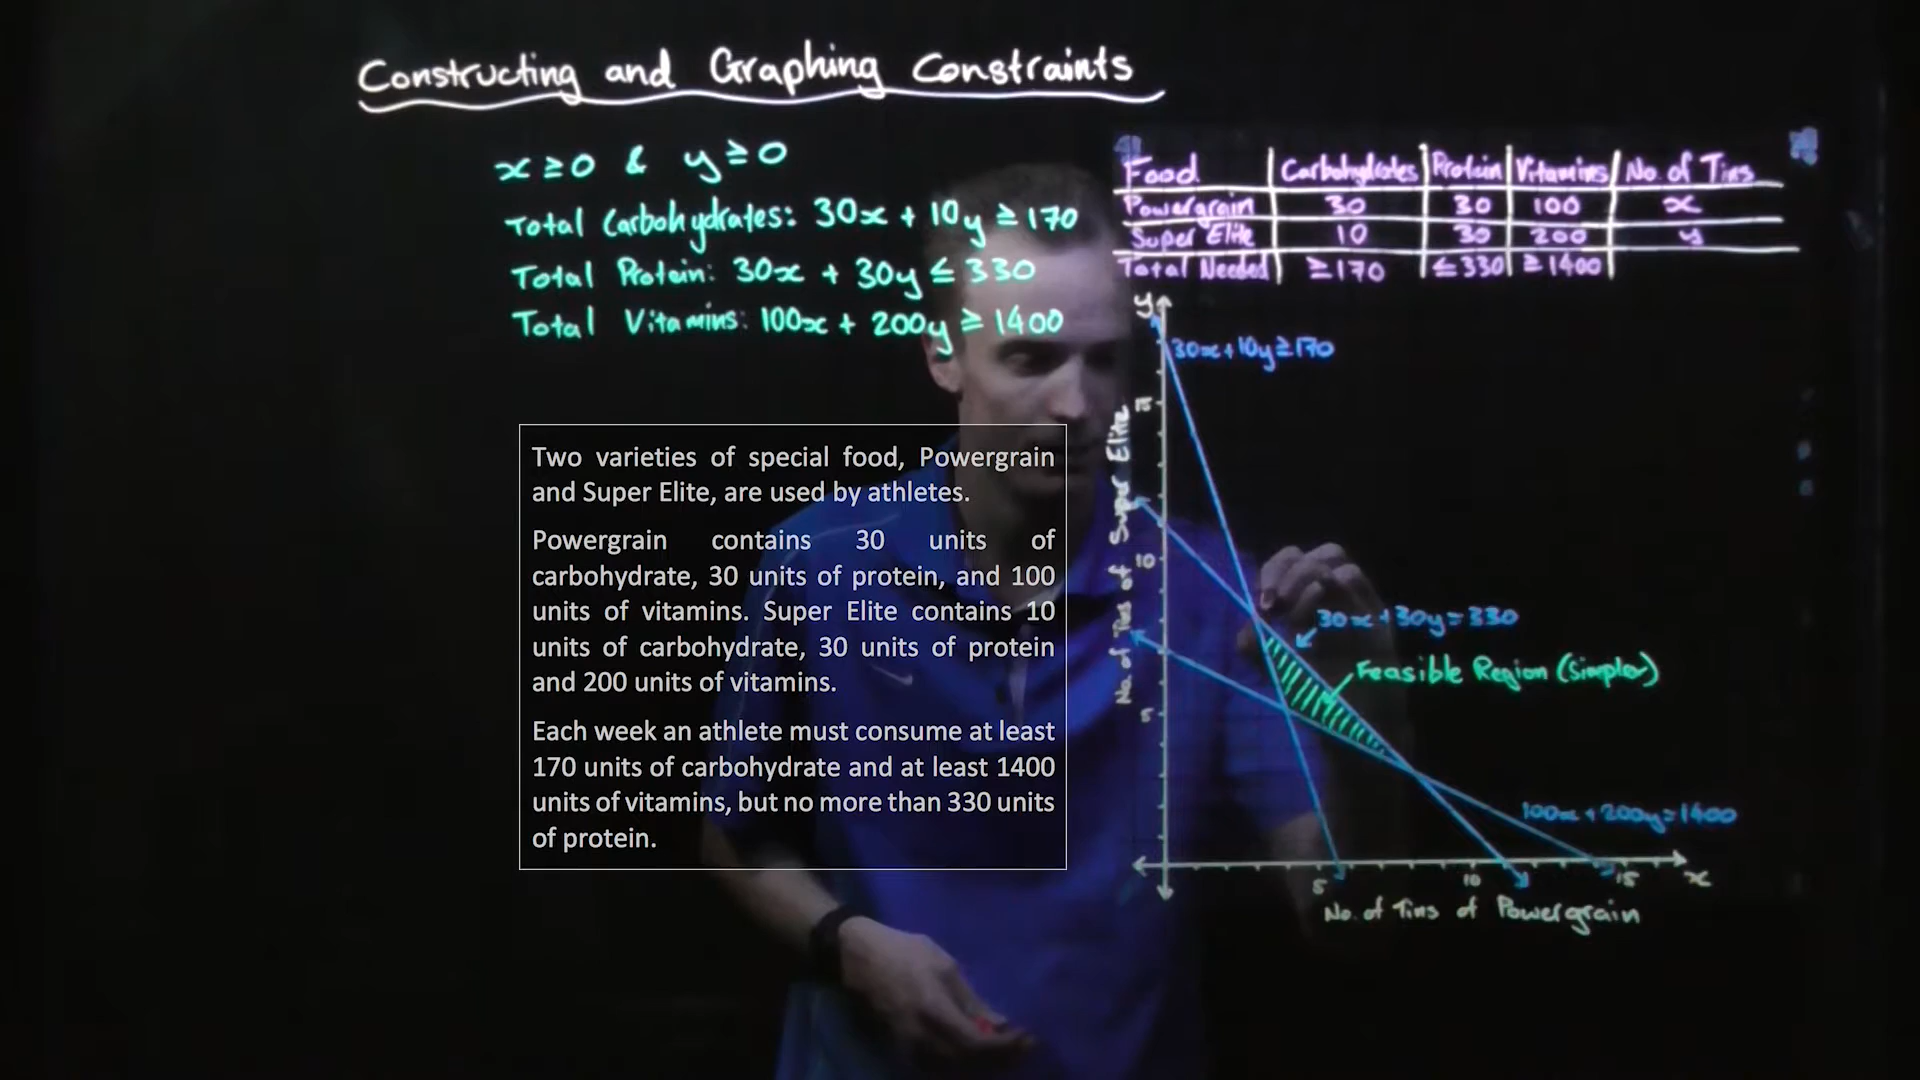 Constructing and Graphing Constraints
x ≥ 0 & y ≥ 0
Total Carbohydrates: 30x + 10y ≥ 170
Total Protein: 30x + 30y ≤ 330
Total Vitamins: 100x + 200y ≥ 1400
Two varieties of special food, Powergrain
and Super Elite, are used by athletes.
Powergrain contains 30 units of
carbohydrate, 30 units of protein, and 100
units of vitamins. Super Elite contains 10
units of carbohydrate, 30 units of protein
and 200 units of vitamins.
Each week an athlete must consume at least
170 units of carbohydrate and at least 1400
units of vitamins, but no more than 330 units
of protein.
Food Carbohydrates Protein Vitamins No. of Tins
Powergrain 30 30 100 x
Super Elite 10 30 200 y
Total Needed ≥170 ≤330 ≥1400
y
30x + 10y ≥ 170
15
No. of Tins of Super Elite
10
30x + 30y = 330
Feasible Region (Simplex)
5
100x + 200y = 1400
5 10 15 x
No. of Tins of Powergrain